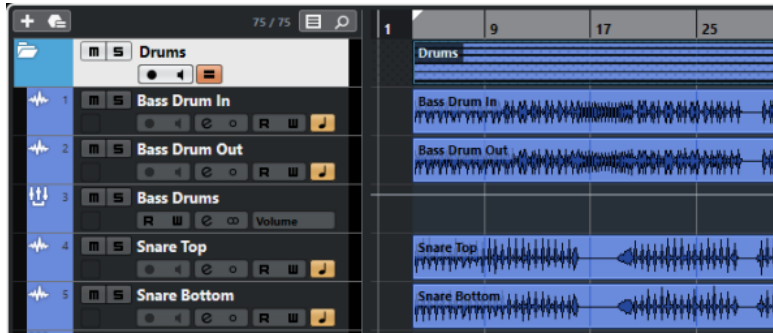 75 / 75
1 9 17 25
m S Drums
Drums
1 m S Bass Drum In
Bass Drum In
e R W
2 m S Bass Drum Out
Bass Drum Out
e R W
3 m S Bass Drums
R W e Volume
4 m S Snare Top
Snare Top
e R W
5 m S Snare Bottom
Snare Bottom
e R W